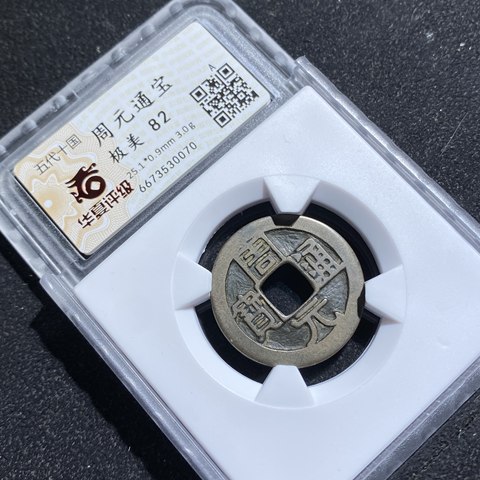 五代十国
周元通宝
极美 82
25.1*0.9mm 3.0g
6673530070
华夏评级
周元通寶